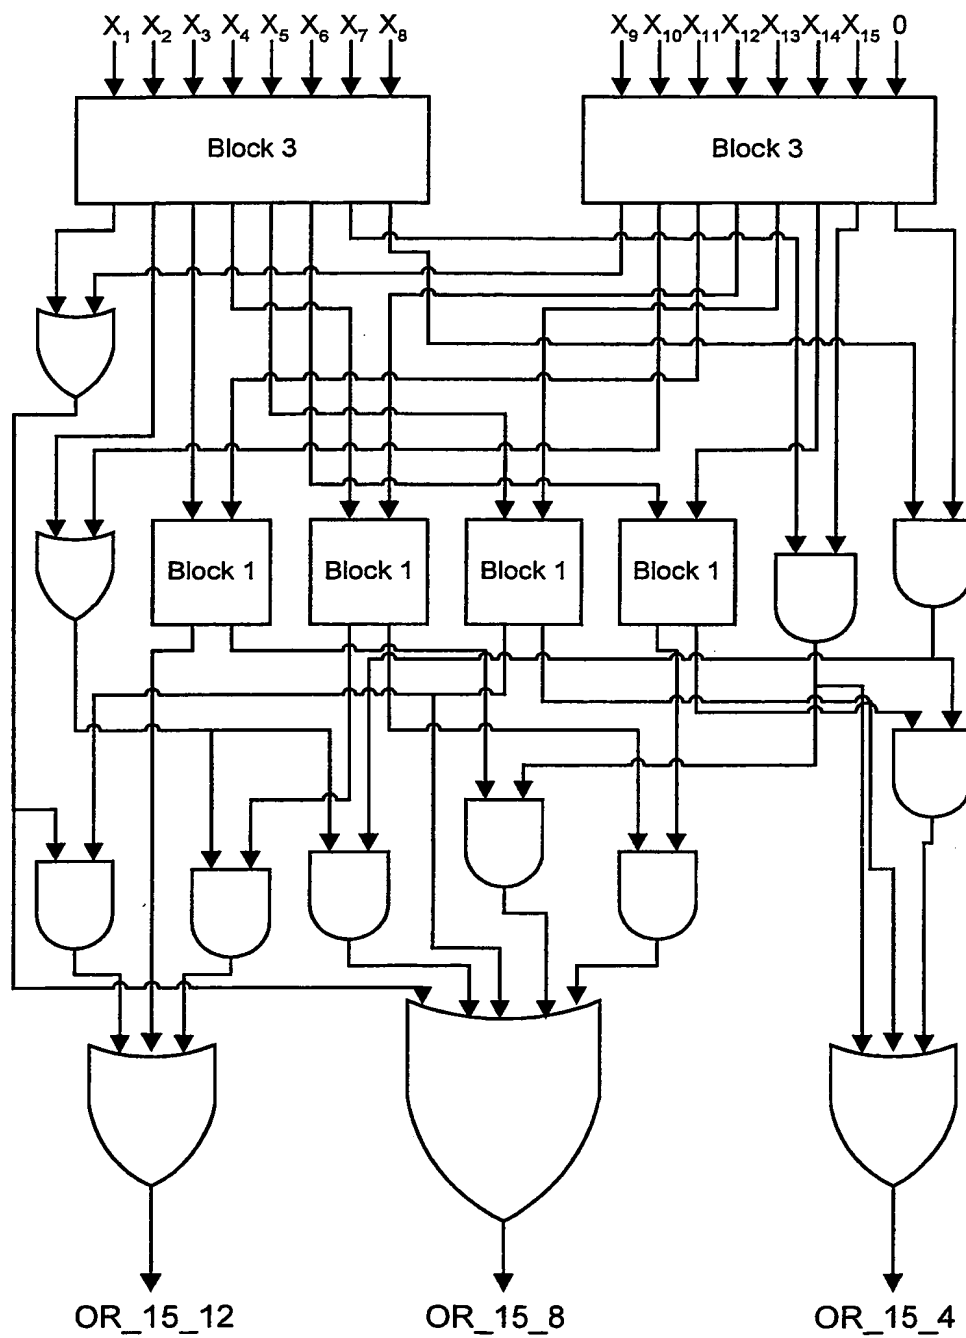 X₁ X₂ X₃ X₄ X₅ X₆ X₇ X₈ X₉ X₁₀ X₁₁ X₁₂ X₁₃ X₁₄ X₁₅ 0
Block 3 Block 3
Block 1 Block 1 Block 1 Block 1
OR_15_12 OR_15_8 OR_15_4